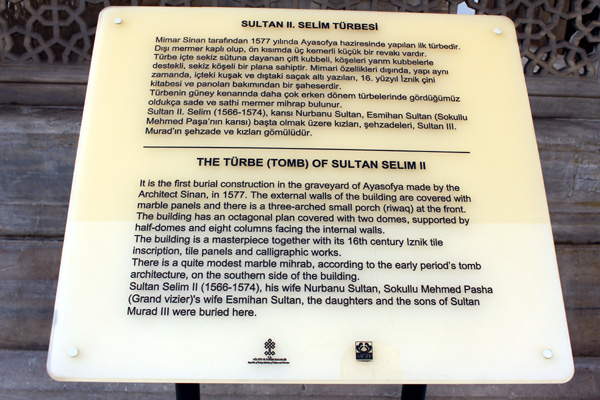 SULTAN II. SELİM TÜRBESİ
Mimar Sinan tarafından 1577 yılında Ayasofya haziresinde yapılan ilk türbedir.
Dışı mermer kaplı olup, ön kısımda üç kemerli küçük bir revakı vardır.
Türbe içte sekiz sütuna dayanan çift kubbeli, köşeleri yarım kubbelerle
destekli, sekiz köşeli bir plana sahiptir. Mimari özellikleri dışında, yapı aynı
zamanda, içteki kuşak ve dıştaki saçak altı yazıları, 16. yüzyıl İznik çini
kitabesi ve panoları bakımından bir şaheserdir.
Türbenin güney kenarında daha çok erken dönem türbelerinde gördüğümüz
oldukça sade ve sathi mermer mihrap bulunur.
Sultan II. Selim (1566-1574), karısı Nurbanu Sultan, Esmihan Sultan (Sokullu
Mehmed Paşa'nın karısı) başta olmak üzere kızları, şehzadeleri, Sultan III.
Murad'ın şehzade ve kızları gömülüdür.
THE TÜRBE (TOMB) OF SULTAN SELIM II
It is the first burial construction in the graveyard of Ayasofya made by the
Architect Sinan, in 1577. The external walls of the building are covered with
marble panels and there is a three-arched small porch (riwaq) at the front.
The building has an octagonal plan covered with two domes, supported by
half-domes and eight columns facing the internal walls.
The building is a masterpiece together with its 16th century Iznik tile
inscription, tile panels and calligraphic works.
There is a quite modest marble mihrab, according to the early period's tomb
architecture, on the southern side of the building.
Sultan Selim II (1566-1574), his wife Nurbanu Sultan, Sokullu Mehmed Pasha
(Grand vizier)'s wife Esmihan Sultan, the daughters and the sons of Sultan
Murad III were buried here.